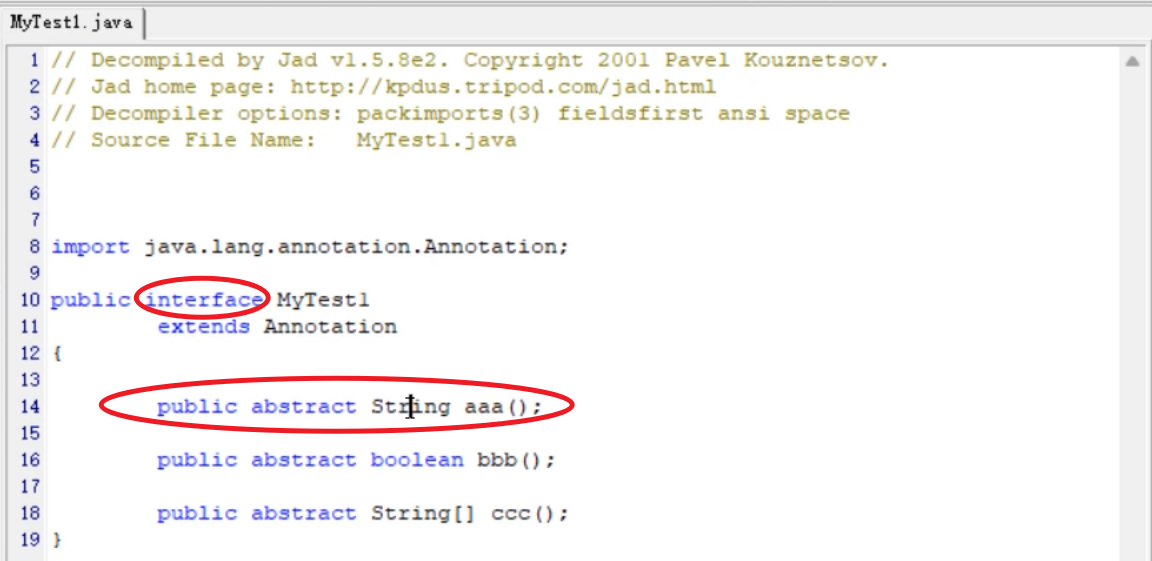 MyTest1.java
1 // Decompiled by Jad v1.5.8e2. Copyright 2001 Pavel Kouznetsov.
2 // Jad home page: http://kpdus.tripod.com/jad.html
3 // Decompiler options: packimports(3) fieldsfirst ansi space
4 // Source File Name:   MyTest1.java
5
6
7
8 import java.lang.annotation.Annotation;
9
10 public interface MyTest1
11         extends Annotation
12 {
13
14         public abstract String aaa();
15
16         public abstract boolean bbb();
17
18         public abstract String[] ccc();
19 }